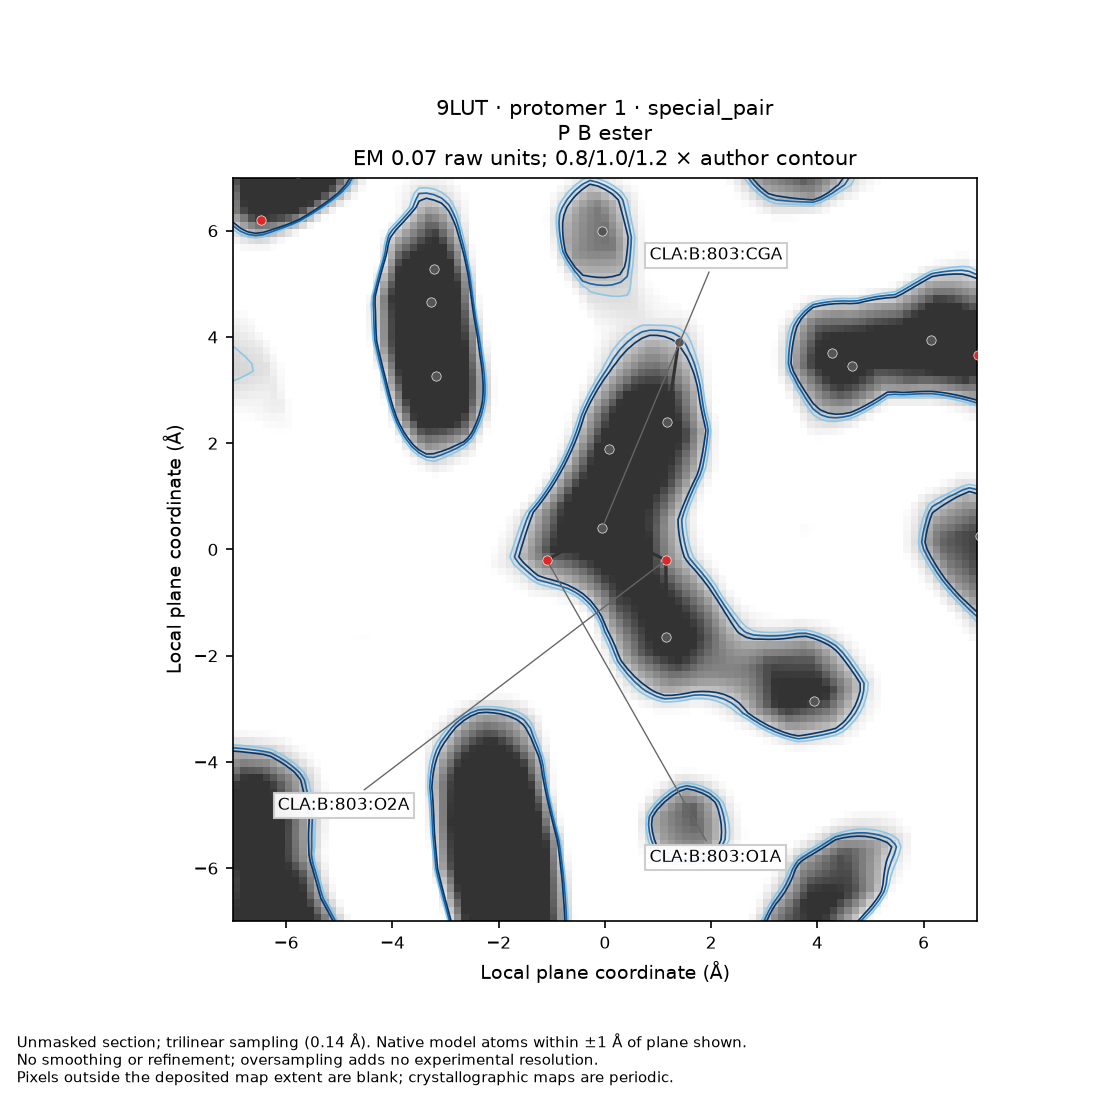 9LUT · protomer 1 · special_pair
P B ester
EM 0.07 raw units; 0.8/1.0/1.2 × author contour
CLA:B:803:CGA
CLA:B:803:O2A
CLA:B:803:O1A
6
4
2
0
−2
−4
−6
Local plane coordinate (Å)
−6 −4 −2 0 2 4 6
Local plane coordinate (Å)
Unmasked section; trilinear sampling (0.14 Å). Native model atoms within ±1 Å of plane shown.
No smoothing or refinement; oversampling adds no experimental resolution.
Pixels outside the deposited map extent are blank; crystallographic maps are periodic.